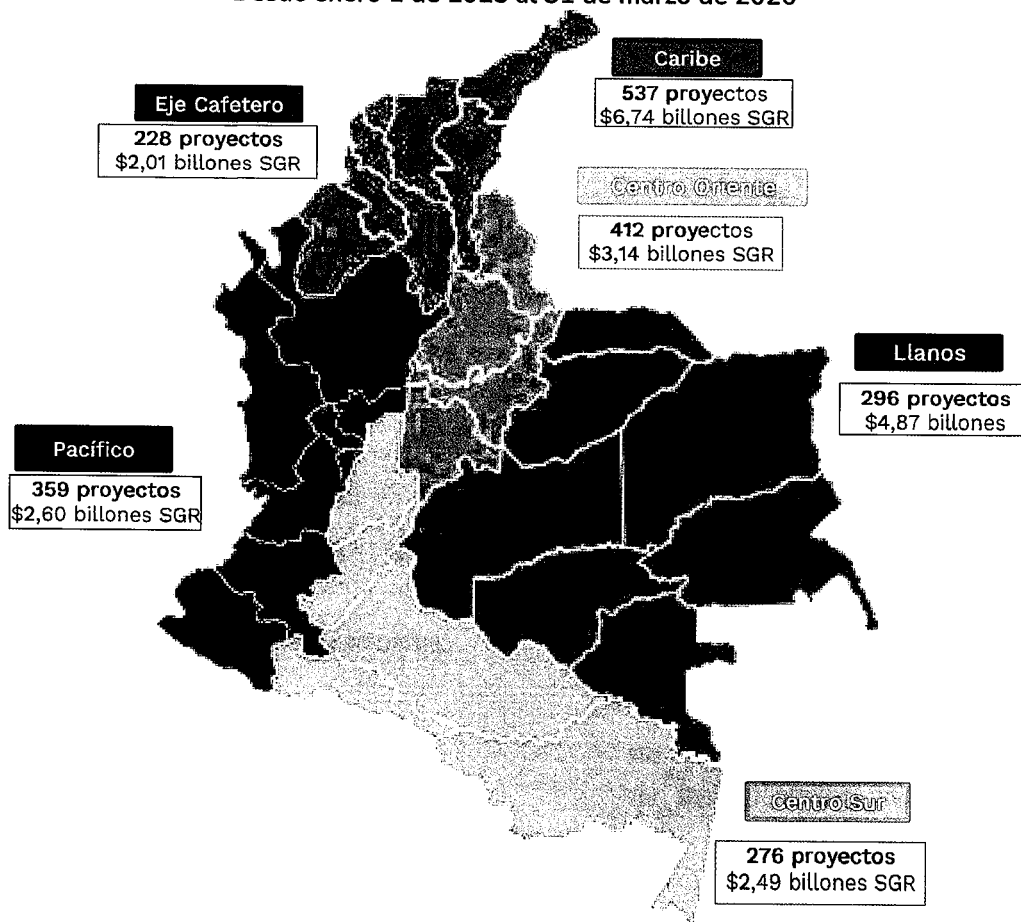 Caribe
537 proyectos
$6,74 billones SGR
Eje Cafetero
228 proyectos
$2,01 billones SGR
Centro Oriente
412 proyectos
$3,14 billones SGR
Llanos
296 proyectos
$4,87 billones
Pacífico
359 proyectos
$2,60 billones SGR
Centro Sur
276 proyectos
$2,49 billones SGR